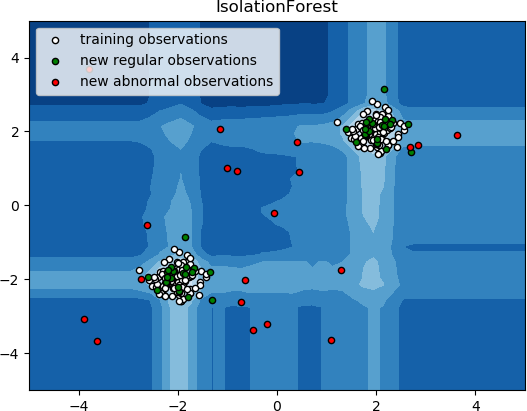 IsolationForest
training observations
new regular observations
new abnormal observations
4
2
0
−2
−4
−4 −2 0 2 4